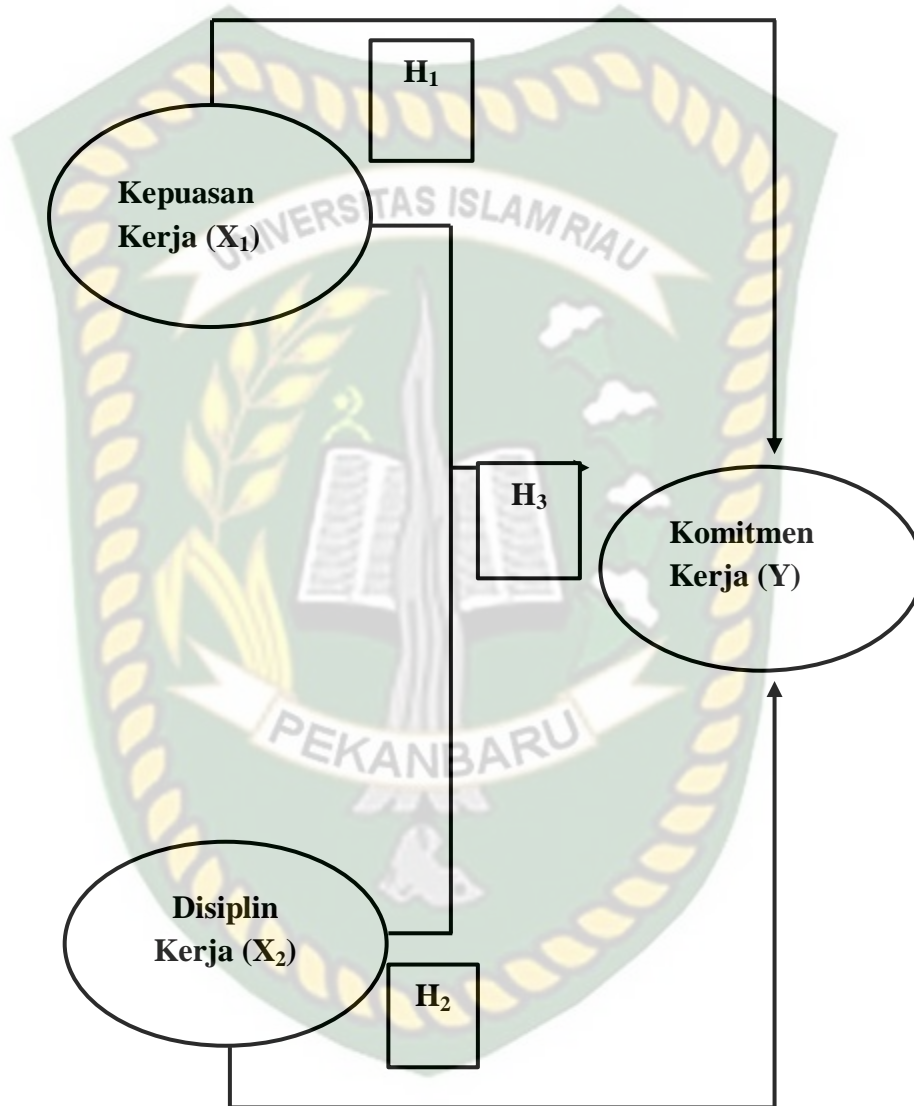 H₁
Kepuasan
Kerja (X₁)
UNIVERSITAS ISLAM RIAU
H₃
Komitmen
Kerja (Y)
PEKANBARU
Disiplin
Kerja (X₂)
H₂